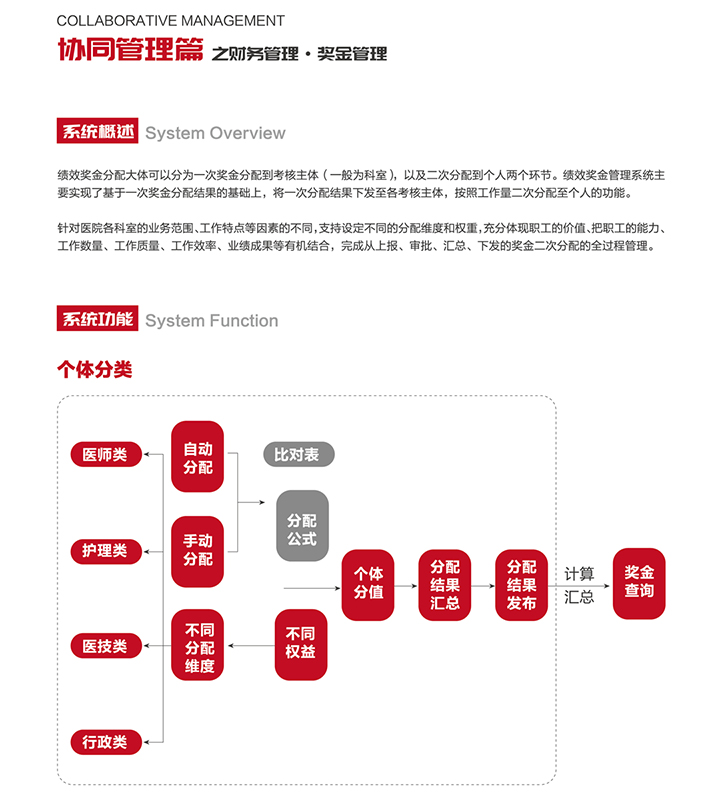 COLLABORATIVE MANAGEMENT
协同管理篇 之财务管理·奖金管理
系统概述 System Overview
绩效奖金分配大体可以分为一次奖金分配到考核主体（一般为科室），以及二次分配到个人两个环节。绩效奖金管理系统主
要实现了基于一次奖金分配结果的基础上，将一次分配结果下发至各考核主体，按照工作量二次分配至个人的功能。
针对医院各科室的业务范围、工作特点等因素的不同，支持设定不同的分配维度和权重，充分体现职工的价值、把职工的能力、
工作数量、工作质量、工作效率、业绩成果等有机结合，完成从上报、审批、汇总、下发的奖金二次分配的全过程管理。
系统功能 System Function
个体分类
医师类
自动
分配
比对表
护理类
手动
分配
分配
公式
个体
分值
分配
结果
汇总
分配
结果
发布
计算
汇总
奖金
查询
医技类
不同
分配
维度
不同
权益
行政类